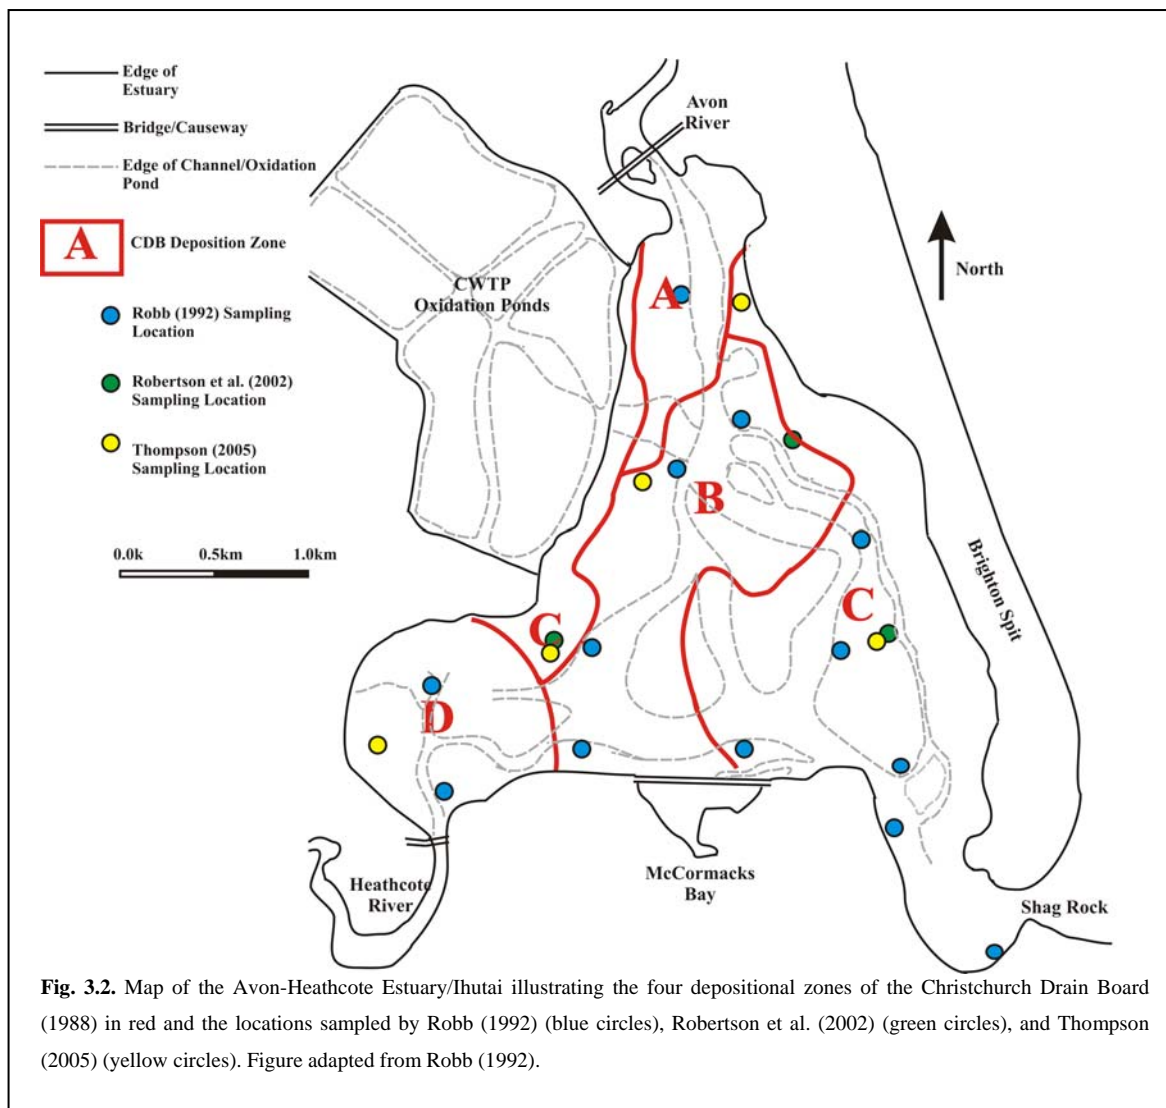 Edge of
Estuary
Bridge/Causeway
Edge of Channel/Oxidation
Pond
A
CDB Deposition Zone
Robb (1992) Sampling
Location
Robertson et al. (2002)
Sampling Location
Thompson (2005)
Sampling Location
0.0k 0.5km 1.0km
Avon
River
North
CWTP
Oxidation Ponds
A
B
C
C
D
Brighton Spit
Heathcote
River
McCormacks
Bay
Shag Rock
Fig. 3.2. Map of the Avon-Heathcote Estuary/Ihutai illustrating the four depositional zones of the Christchurch Drain Board
(1988) in red and the locations sampled by Robb (1992) (blue circles), Robertson et al. (2002) (green circles), and Thompson
(2005) (yellow circles). Figure adapted from Robb (1992).